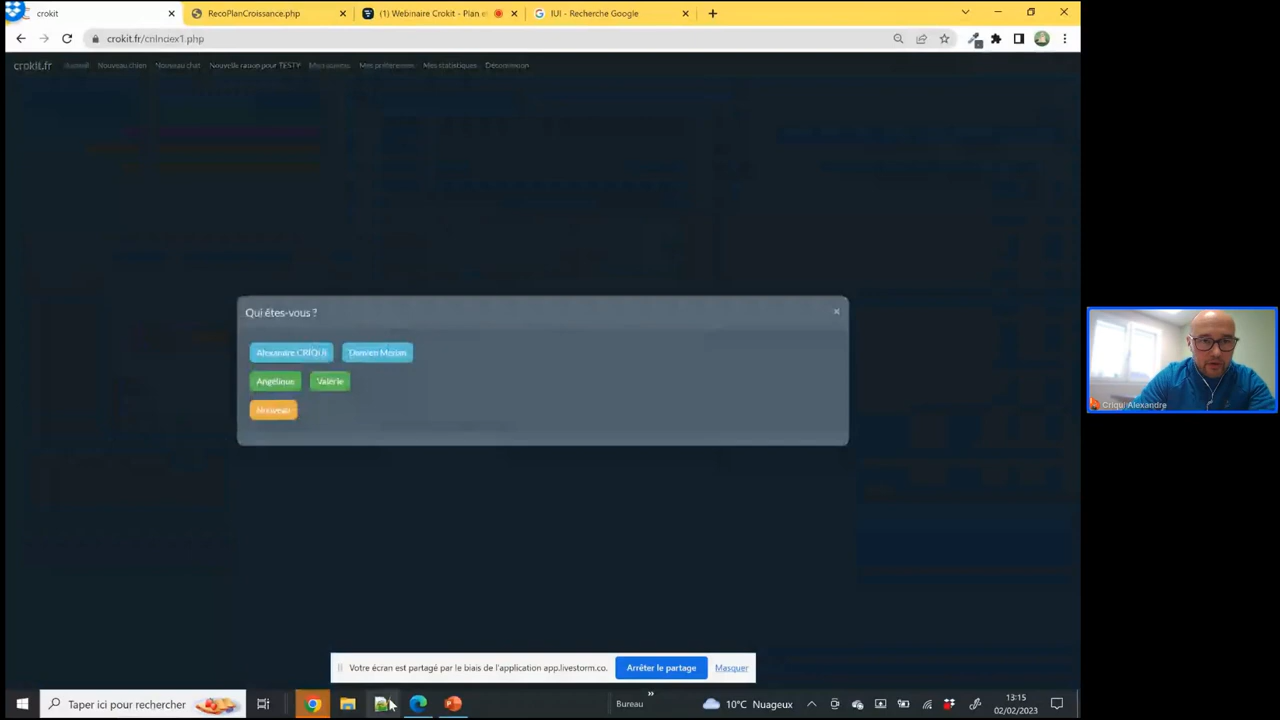 crokit
RecoPlanCroissance.php
(1) Webinaire Crokit - Plan et
IUI - Recherche Google
crokit.fr/cnIndex1.php
crokit.fr Accueil Nouveau chien Nouveau chat Nouvelle ration pour TESTY Mes préférences Mes statistiques Déconnexion
Qui êtes-vous ?
Alexandre CRIQUI Damien Morian
Angélique Valérie
Nouveau
Criqui Alexandre
Votre écran est partagé par le biais de l'application app.livestorm.co. Arrêter le partage Masquer
Taper ici pour rechercher
Bureau
10°C Nuageux
13:15
02/02/2023